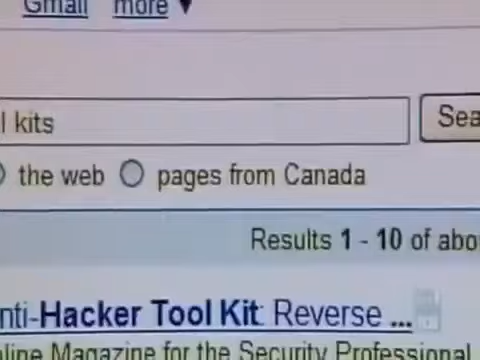 Gmail more ▼
l kits
Sea
the web pages from Canada
Results 1 - 10 of abo
nti-Hacker Tool Kit: Reverse ...
nline Magazine for the Security Professional